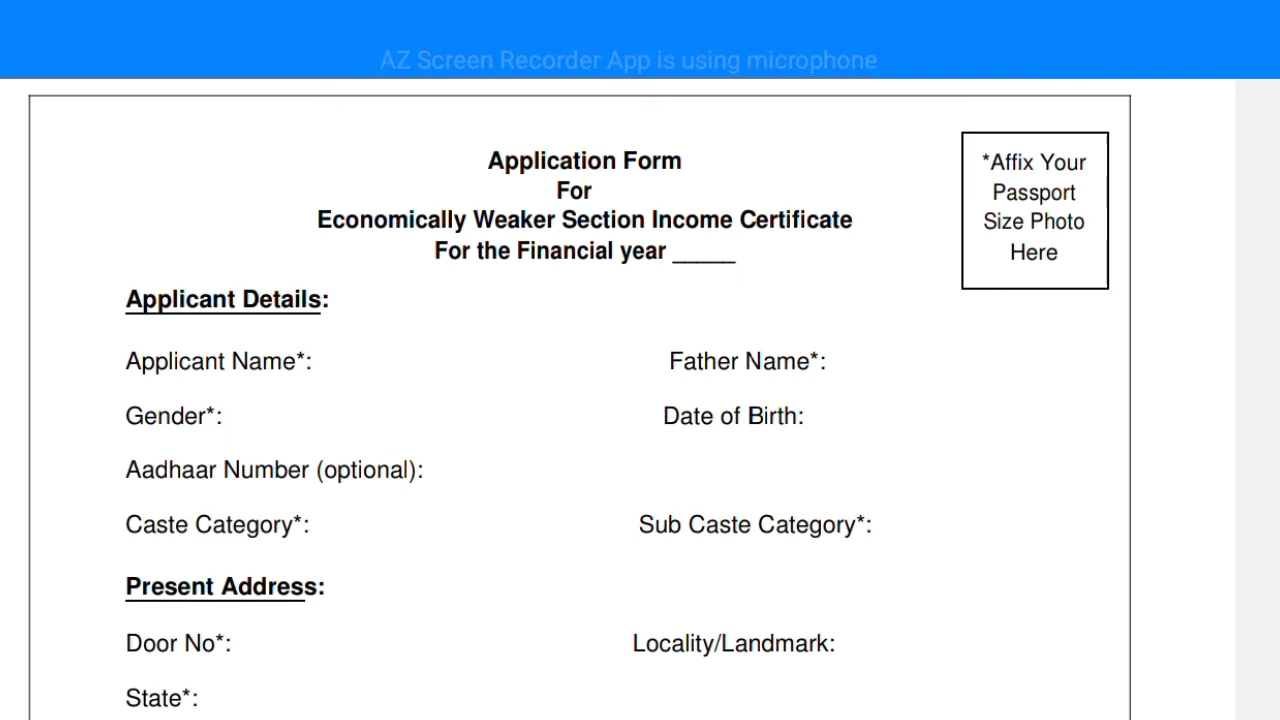 AZ Screen Recorder App is using microphone
Application Form
For
Economically Weaker Section Income Certificate
For the Financial year _____
*Affix Your
Passport
Size Photo
Here
Applicant Details:
Applicant Name*: Father Name*:
Gender*: Date of Birth:
Aadhaar Number (optional):
Caste Category*: Sub Caste Category*:
Present Address:
Door No*: Locality/Landmark:
State*: